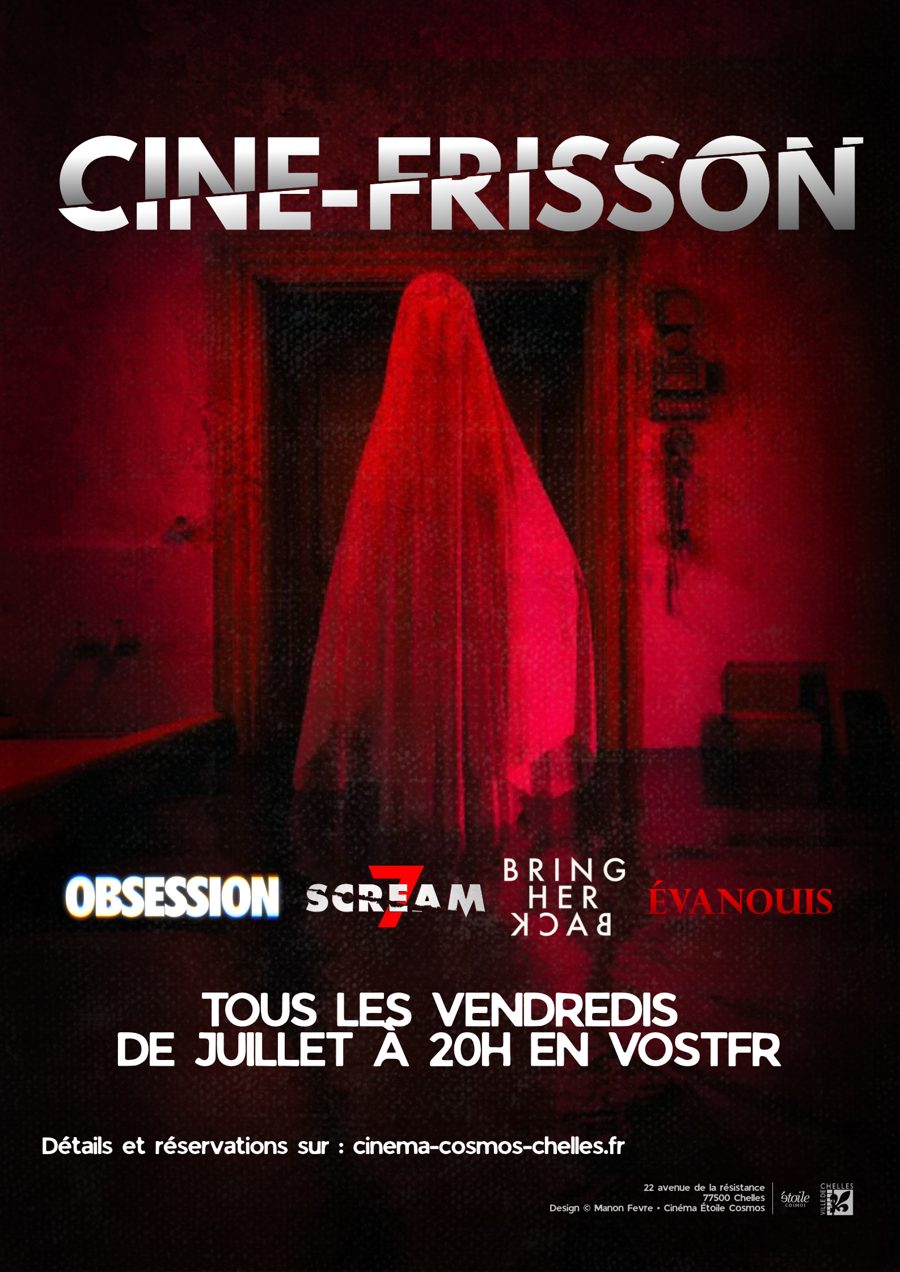 CINE-FRISSON
OBSESSION
SCREAM 7
BRING
HER
BACK
ÉVANOUIS
TOUS LES VENDREDIS
DE JUILLET À 20H EN VOSTFR
Détails et réservations sur : cinema-cosmos-chelles.fr
22 avenue de la résistance
77500 Chelles
Design © Manon Fevre • Cinéma Étoile Cosmos
étoile
COSMOS
VILLE DE CHELLES